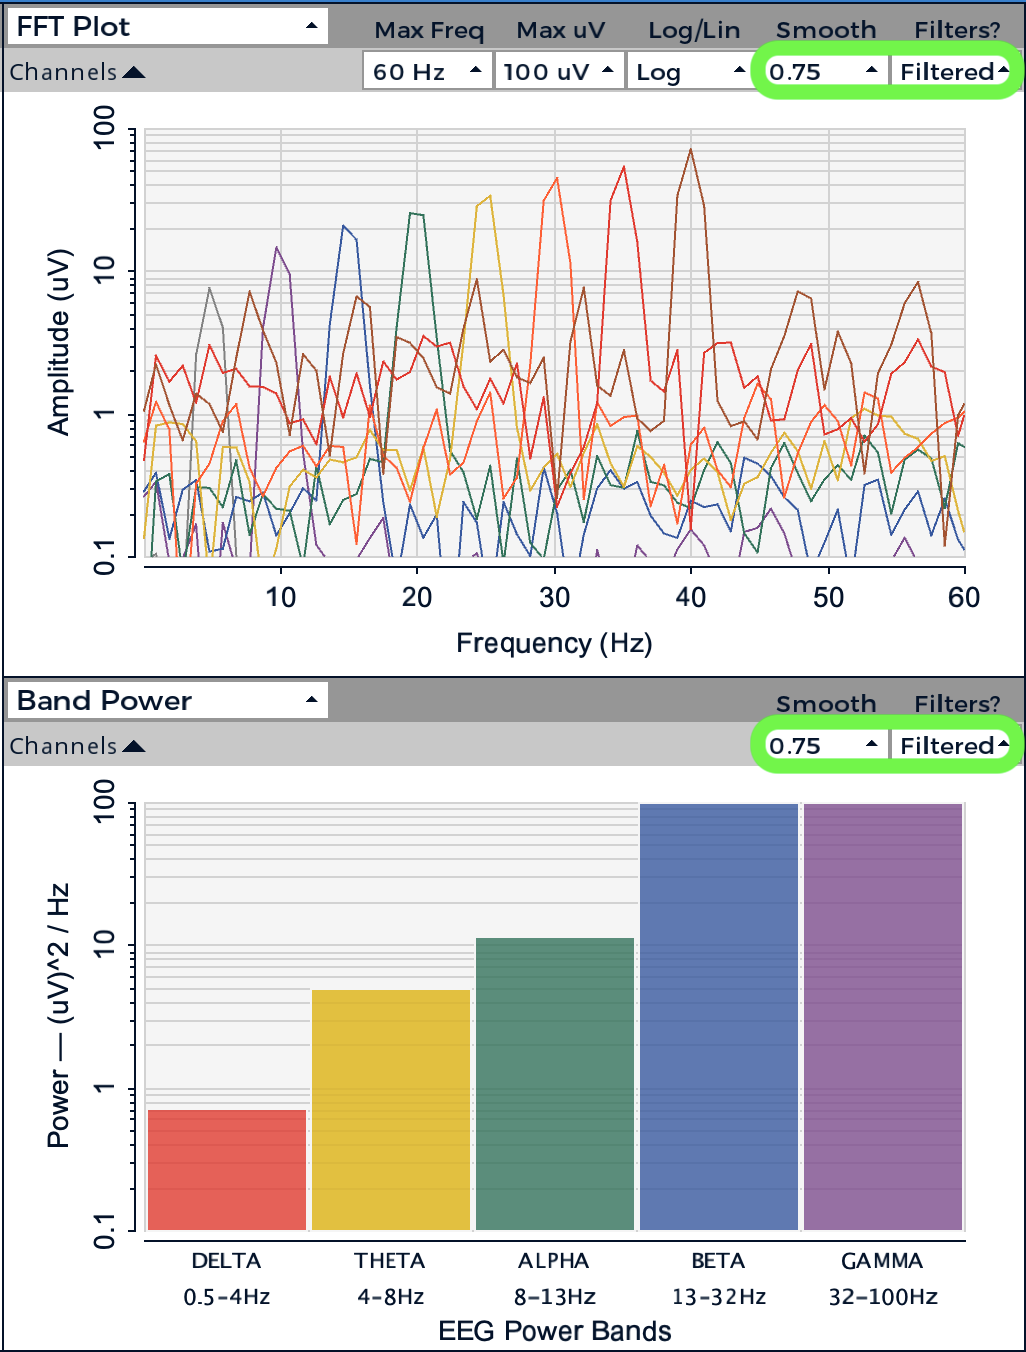 FFT Plot
Max Freq Max uV Log/Lin Smooth Filters?
Channels 60 Hz 100 uV Log 0.75 Filtered
Amplitude (uV)
100
10
1
0.1
10 20 30 40 50 60
Frequency (Hz)
Band Power
Smooth Filters?
Channels 0.75 Filtered
Power — (uV)^2 / Hz
100
10
1
0.1
DELTA THETA ALPHA BETA GAMMA
0.5-4Hz 4-8Hz 8-13Hz 13-32Hz 32-100Hz
EEG Power Bands